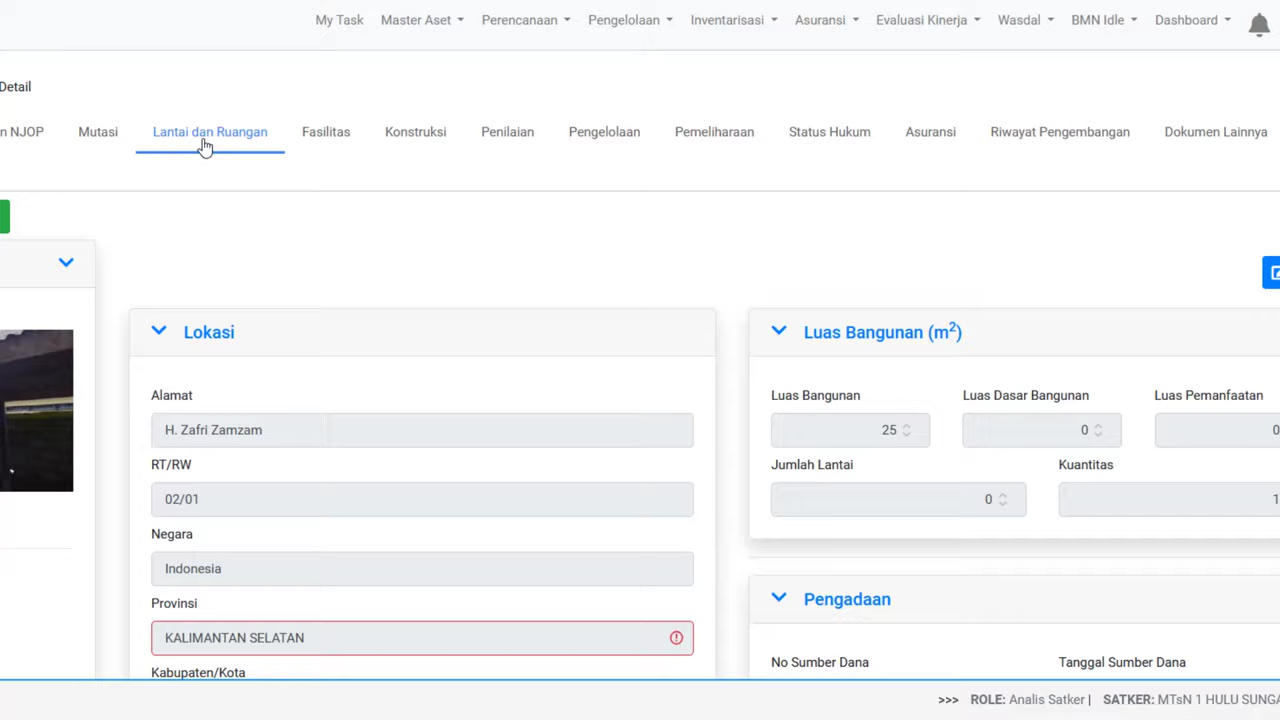 My Task Master Aset Perencanaan Pengelolaan Inventarisasi Asuransi Evaluasi Kinerja Wasdal BMN Idle Dashboard
Detail
n NJOP Mutasi Lantai dan Ruangan Fasilitas Konstruksi Penilaian Pengelolaan Pemeliharaan Status Hukum Asuransi Riwayat Pengembangan Dokumen Lainnya
Lokasi
Alamat
H. Zafri Zamzam
RT/RW
02/01
Negara
Indonesia
Provinsi
KALIMANTAN SELATAN
Kabupaten/Kota
Luas Bangunan (m²)
Luas Bangunan Luas Dasar Bangunan Luas Pemanfaatan
25 0 0
Jumlah Lantai Kuantitas
0 1
Pengadaan
No Sumber Dana Tanggal Sumber Dana
>>> ROLE: Analis Satker | SATKER: MTsN 1 HULU SUNGA